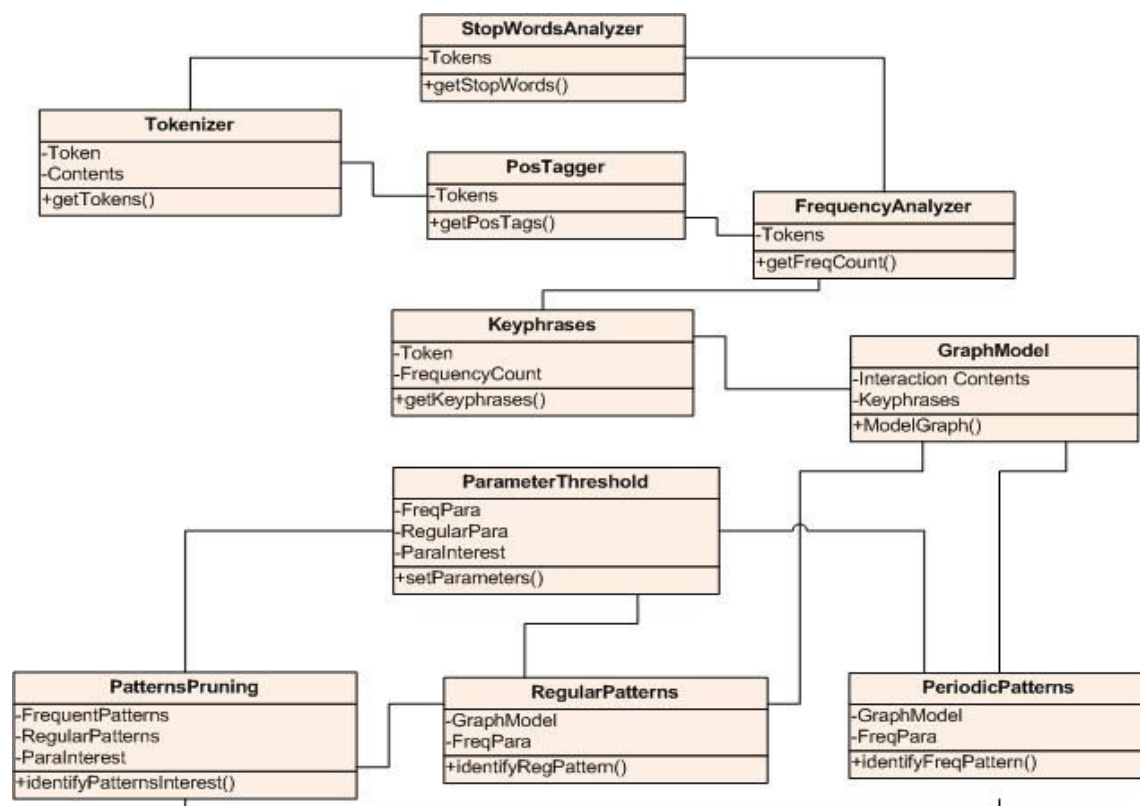 StopWordsAnalyzer
-Tokens
+getStopWords()
Tokenizer
-Token
-Contents
+getTokens()
PosTagger
-Tokens
+getPosTags()
FrequencyAnalyzer
-Tokens
+getFreqCount()
Keyphrases
-Token
-FrequencyCount
+getKeyphrases()
GraphModel
-Interaction Contents
-Keyphrases
+ModelGraph()
ParameterThreshold
-FreqPara
-RegularPara
-ParaInterest
+setParameters()
PatternsPruning
-FrequentPatterns
-RegularPatterns
-ParaInterest
+identifyPatternsInterest()
RegularPatterns
-GraphModel
-FreqPara
+identifyRegPattern()
PeriodicPatterns
-GraphModel
-FreqPara
+identifyFreqPattern()